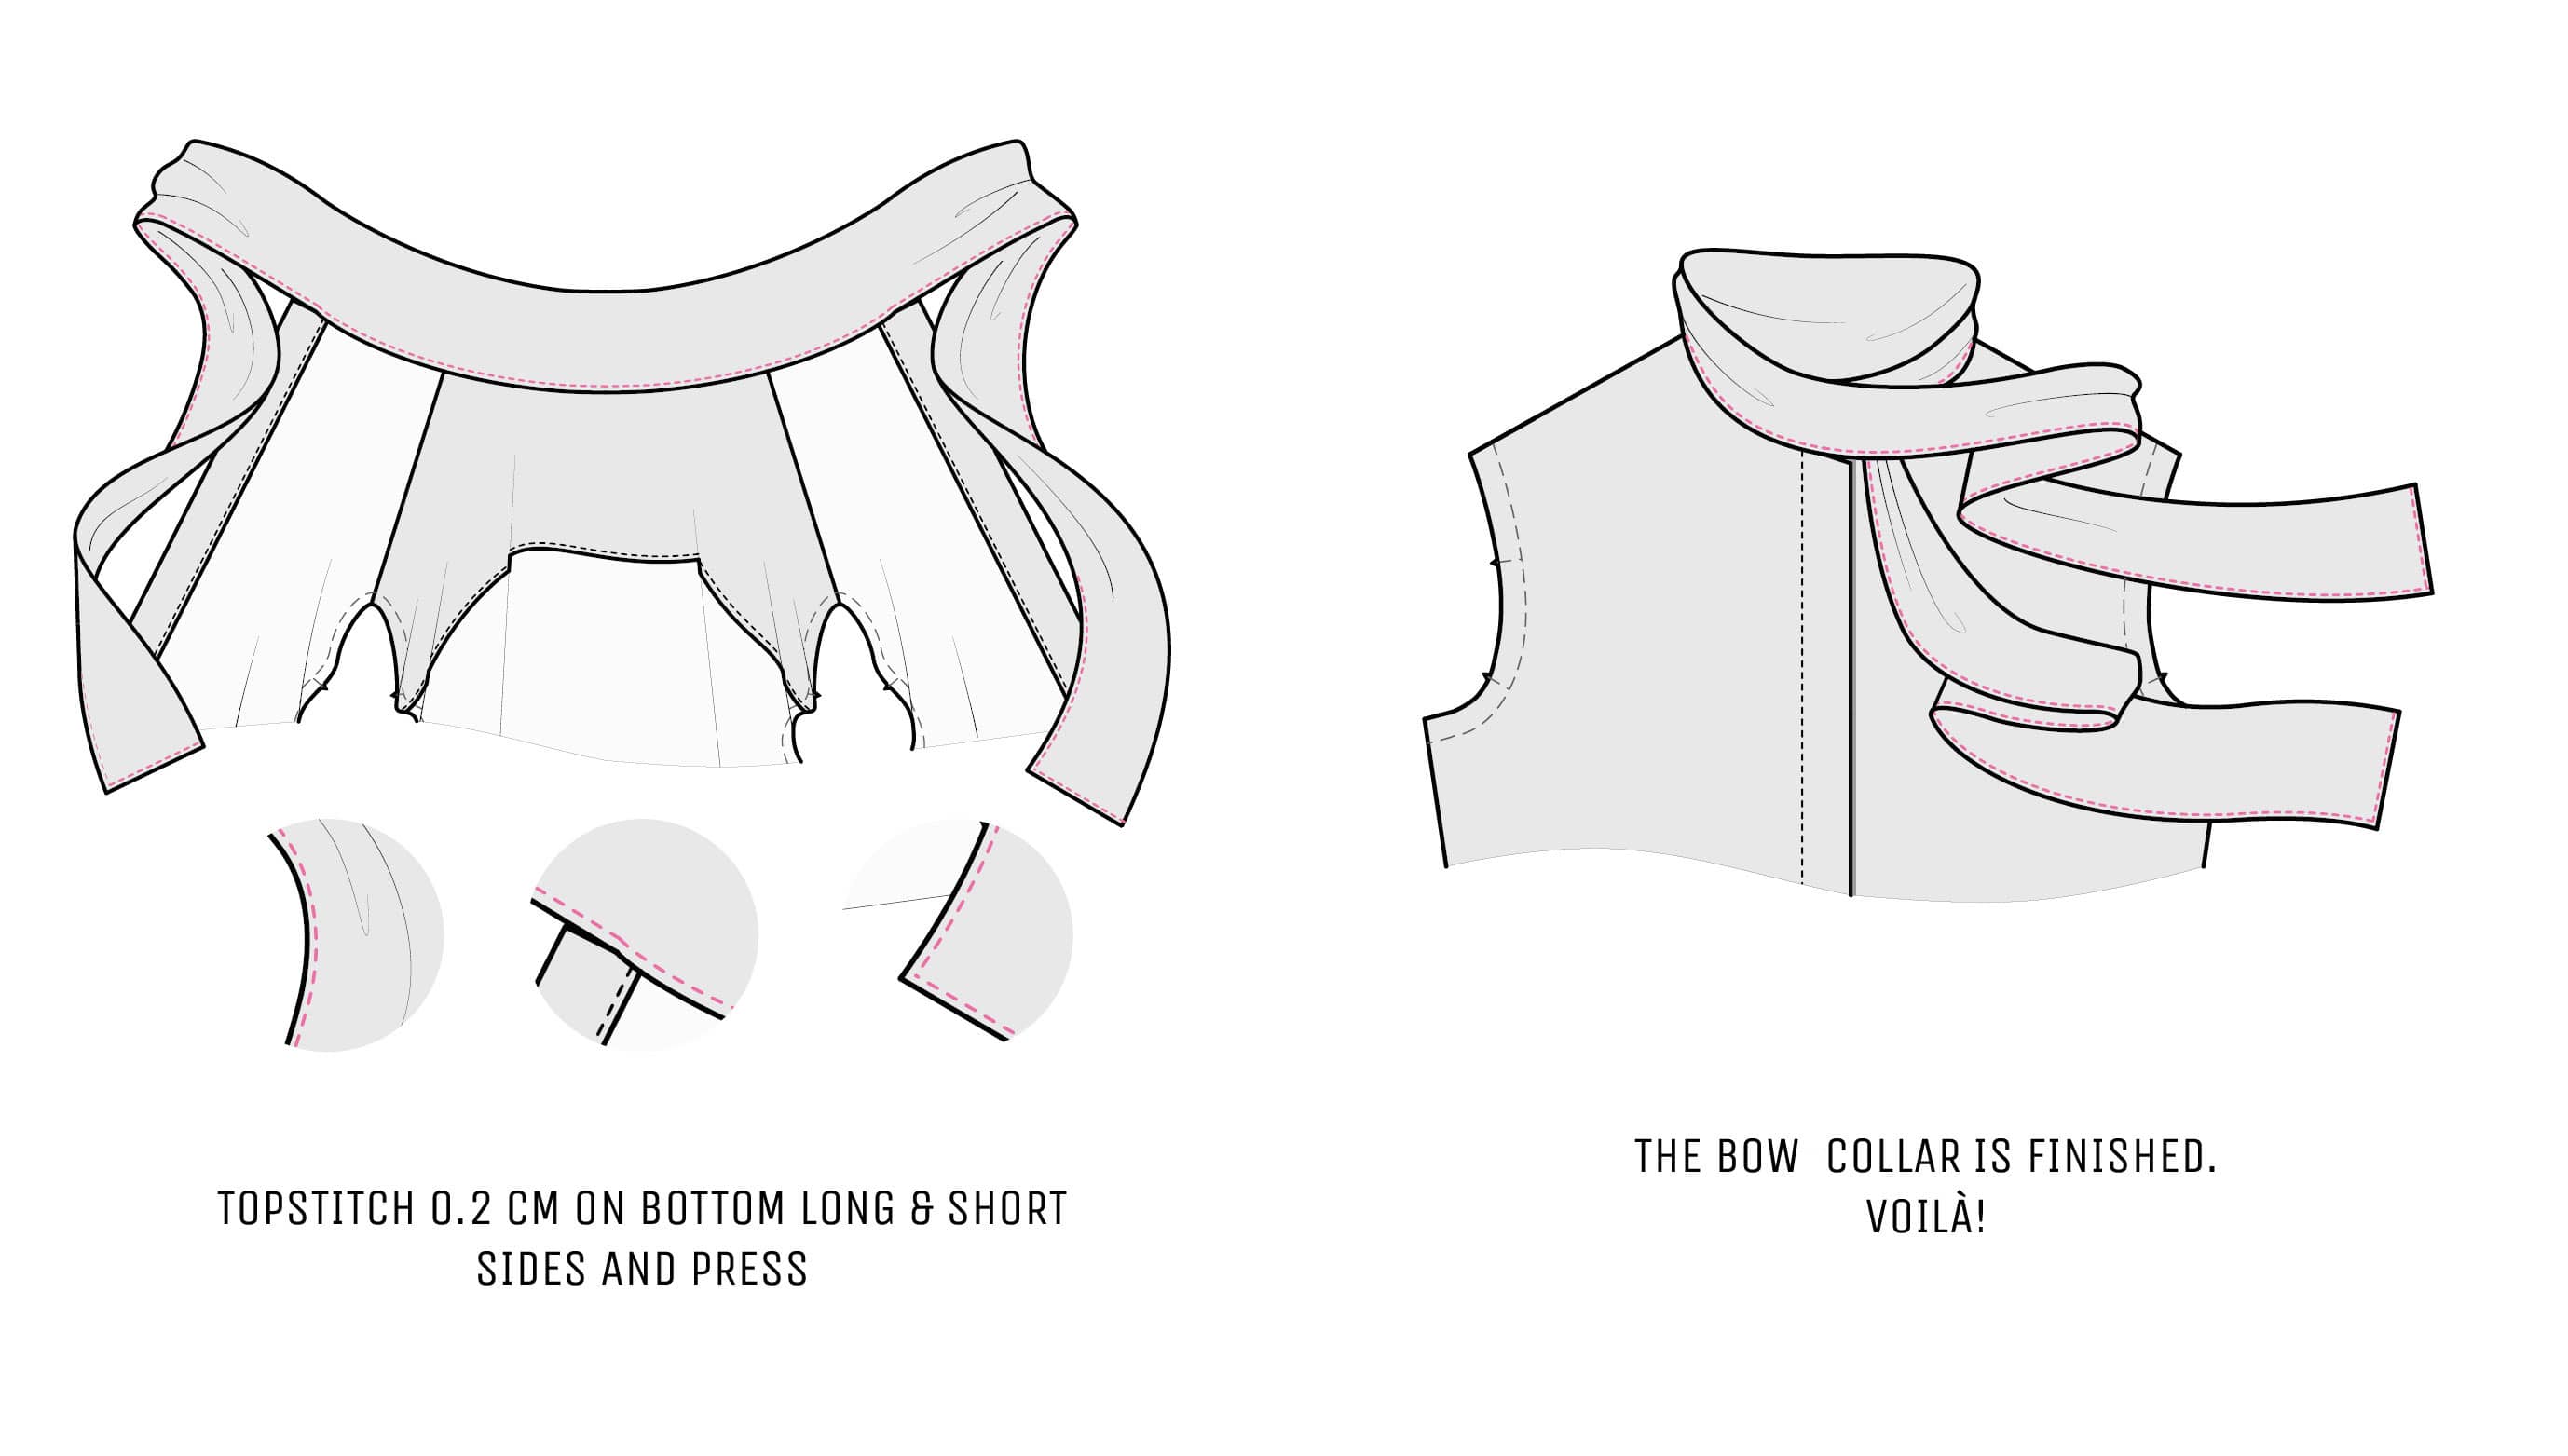 TOPSTITCH 0.2 CM ON BOTTOM LONG & SHORT
SIDES AND PRESS
THE BOW COLLAR IS FINISHED.
VOILÀ!